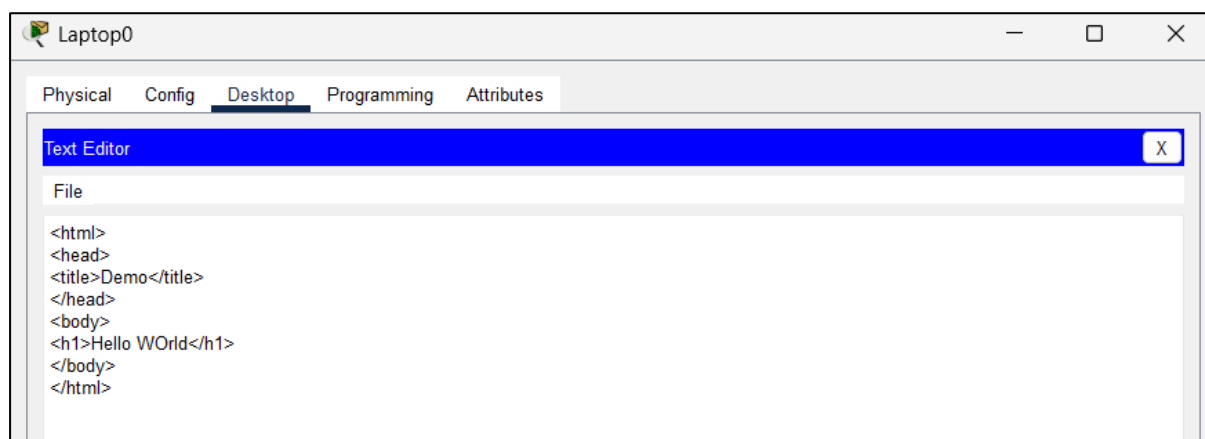 Laptop0
Physical Config Desktop Programming Attributes
Text Editor
X
File
<html>
<head>
<title>Demo</title>
</head>
<body>
<h1>Hello WOrld</h1>
</body>
</html>